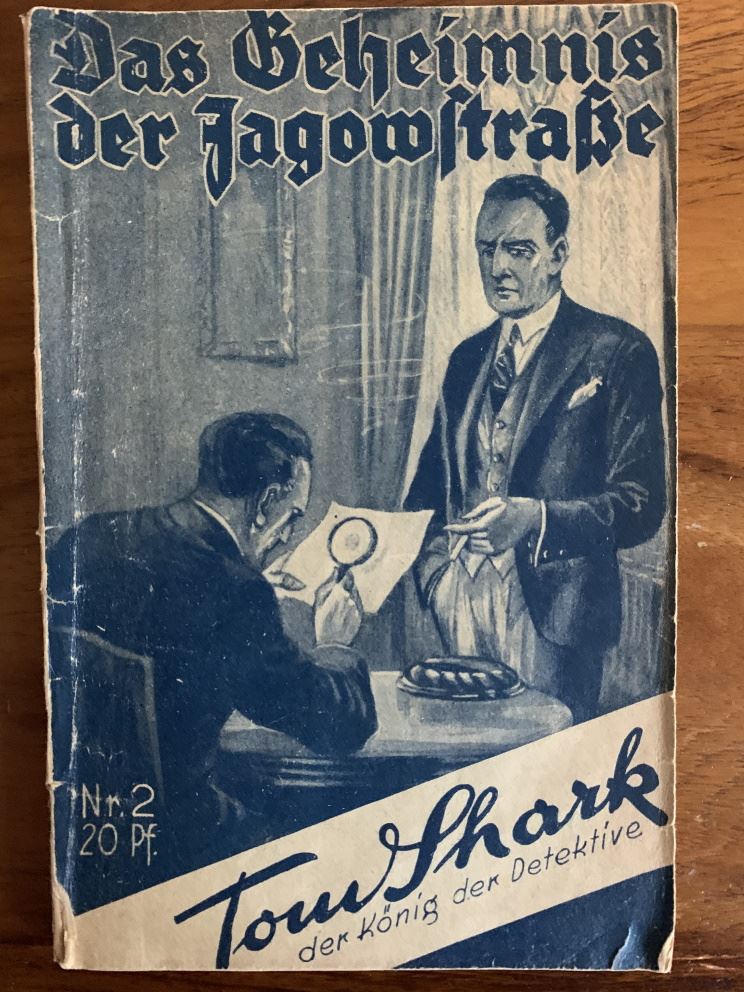 Das Geheimnis
der Jagowſtraße
Nr. 2
20 Pf.
Tom Shark
der König der Detektive